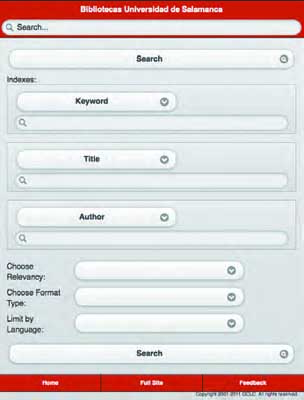 Bibliotecas Universidad de Salamanca
Search...
Search
Indexes:
Keyword
Title
Author
Choose
Relevancy:
Choose Format
Type:
Limit by
Language:
Search
Home Full Site Feedback
Copyright 2001-2011 OCLC. All rights reserved.